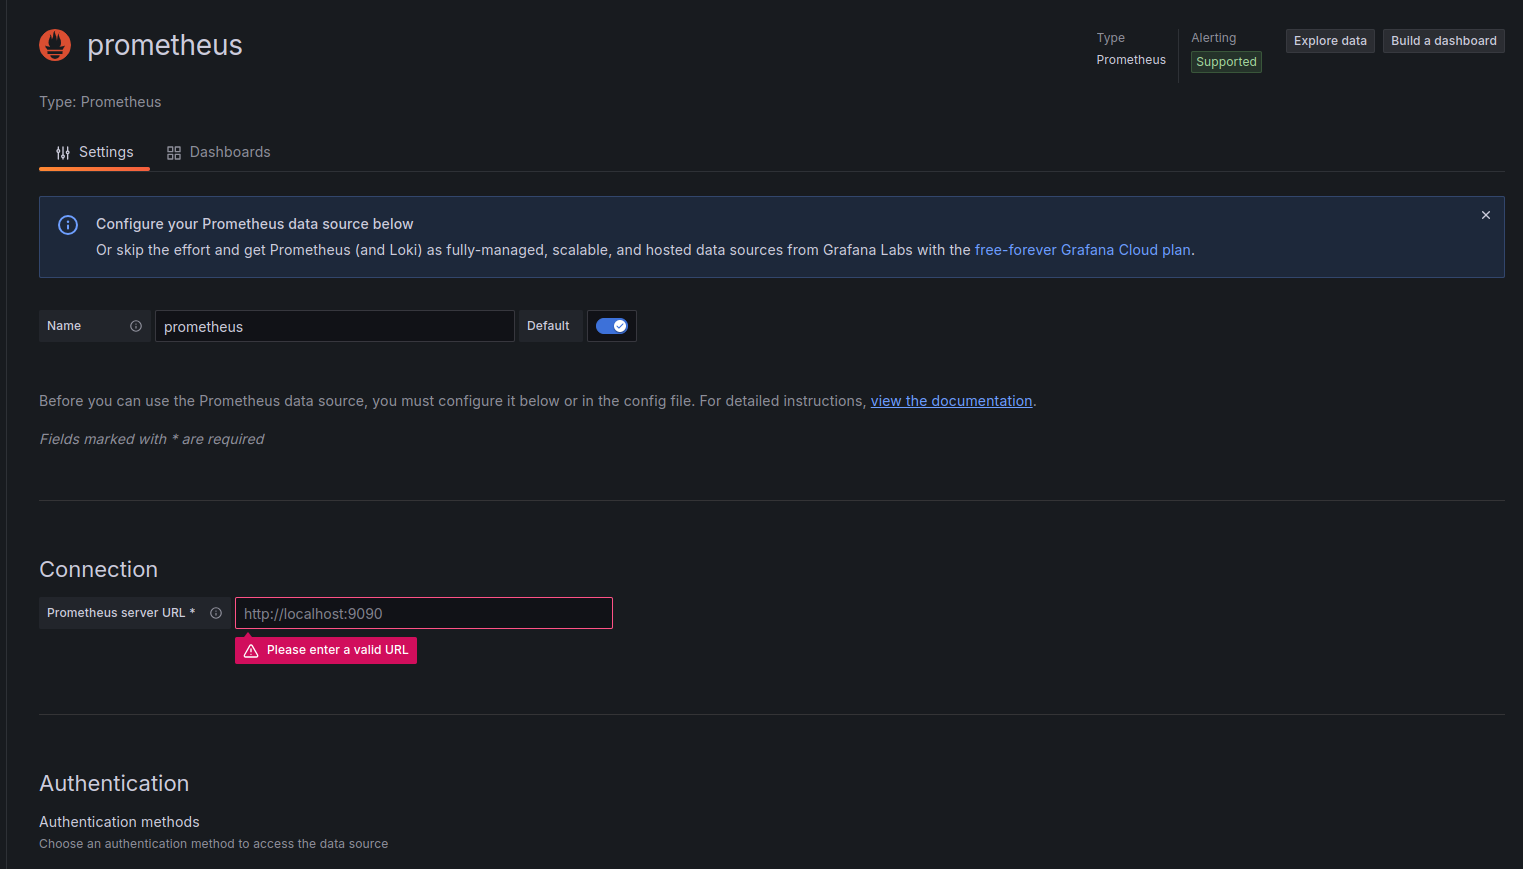 prometheus
Type
Prometheus
Alerting
Supported
Explore data
Build a dashboard
Type: Prometheus
Settings
Dashboards
Configure your Prometheus data source below
Or skip the effort and get Prometheus (and Loki) as fully-managed, scalable, and hosted data sources from Grafana Labs with the free-forever Grafana Cloud plan.
Name
prometheus
Default
Before you can use the Prometheus data source, you must configure it below or in the config file. For detailed instructions, view the documentation.
Fields marked with * are required
Connection
Prometheus server URL *
http://localhost:9090
Please enter a valid URL
Authentication
Authentication methods
Choose an authentication method to access the data source